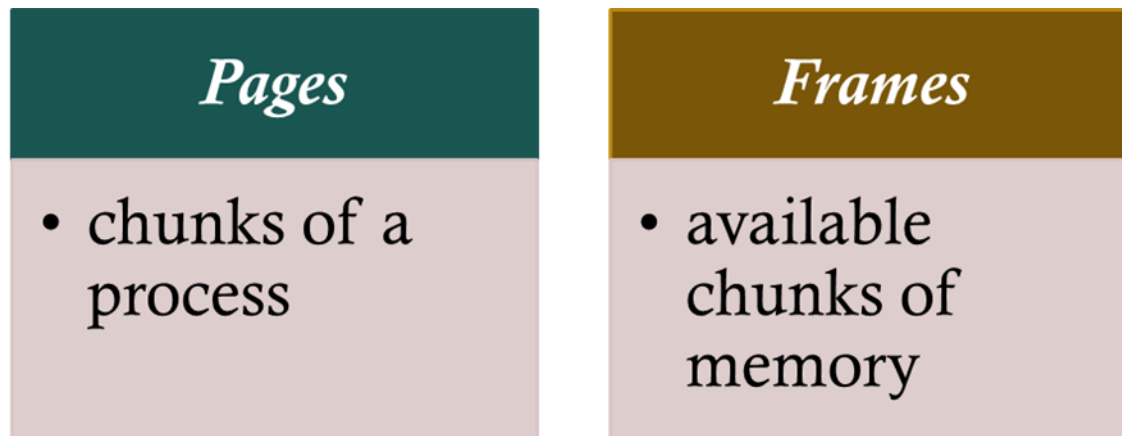 Pages
• chunks of a
process
Frames
• available
chunks of
memory